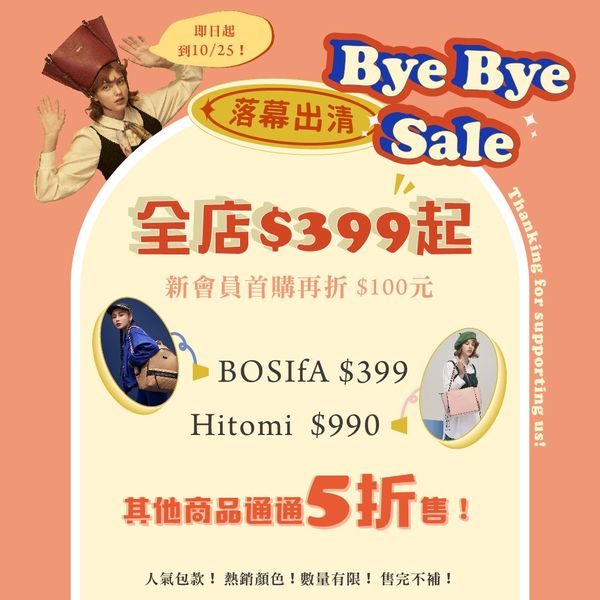 即日起
到10/25！
Bye Bye
Sale
落幕出清
Thanking for supporting us!
全店$399起
新會員首購再折 $100元
BOSIfA $399
Hitomi $990
其他商品通通5折售！
人氣包款！ 熱銷顏色！數量有限！ 售完不補！